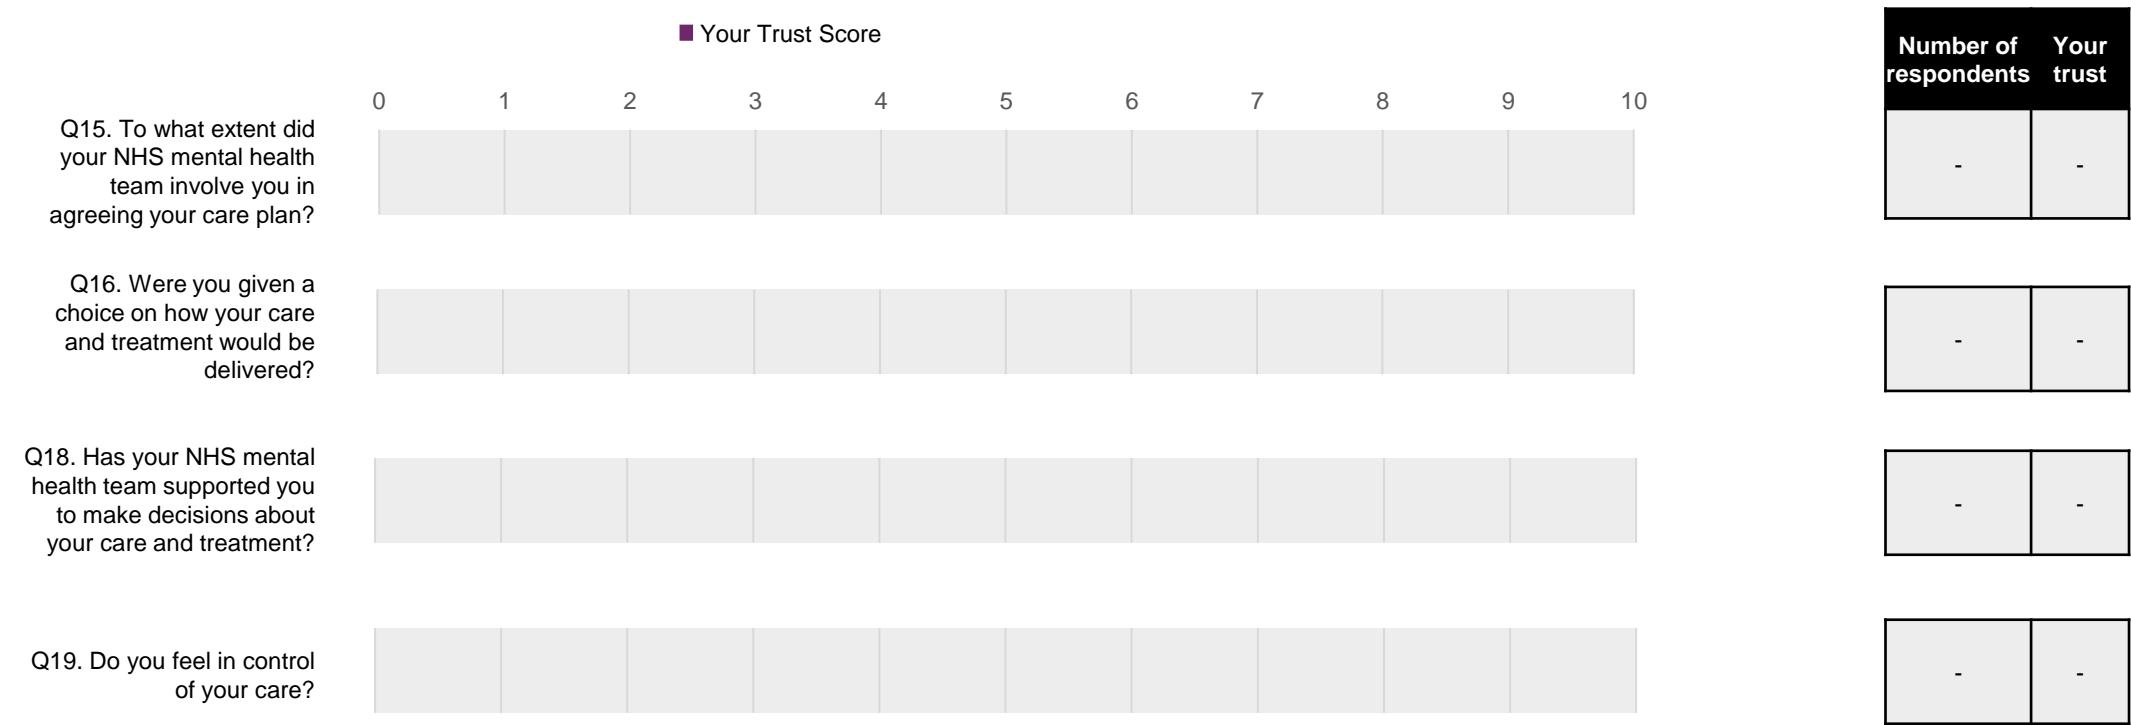 Your Trust Score
Number of respondents
Your trust
0 1 2 3 4 5 6 7 8 9 10
Q15. To what extent did
your NHS mental health
team involve you in
agreeing your care plan?
- -
Q16. Were you given a
choice on how your care
and treatment would be
delivered?
- -
Q18. Has your NHS mental
health team supported you
to make decisions about
your care and treatment?
- -
Q19. Do you feel in control
of your care?
- -